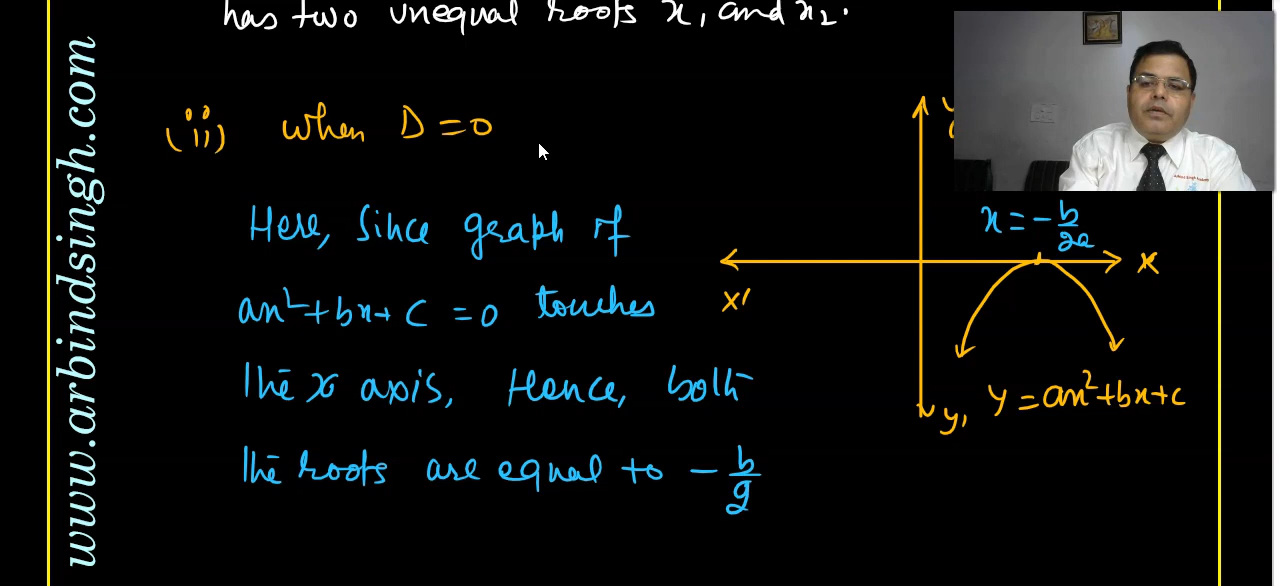 has two unequal roots x₁ and x₂.
(ii) when D = 0
Here, Since graph of
ax²+bx+c = 0 touches
The x axis, Hence, both
The roots are equal to -b/g
x = -b/2a
X
X'
y = ax²+bx+c
y,
www.arbindsingh.com